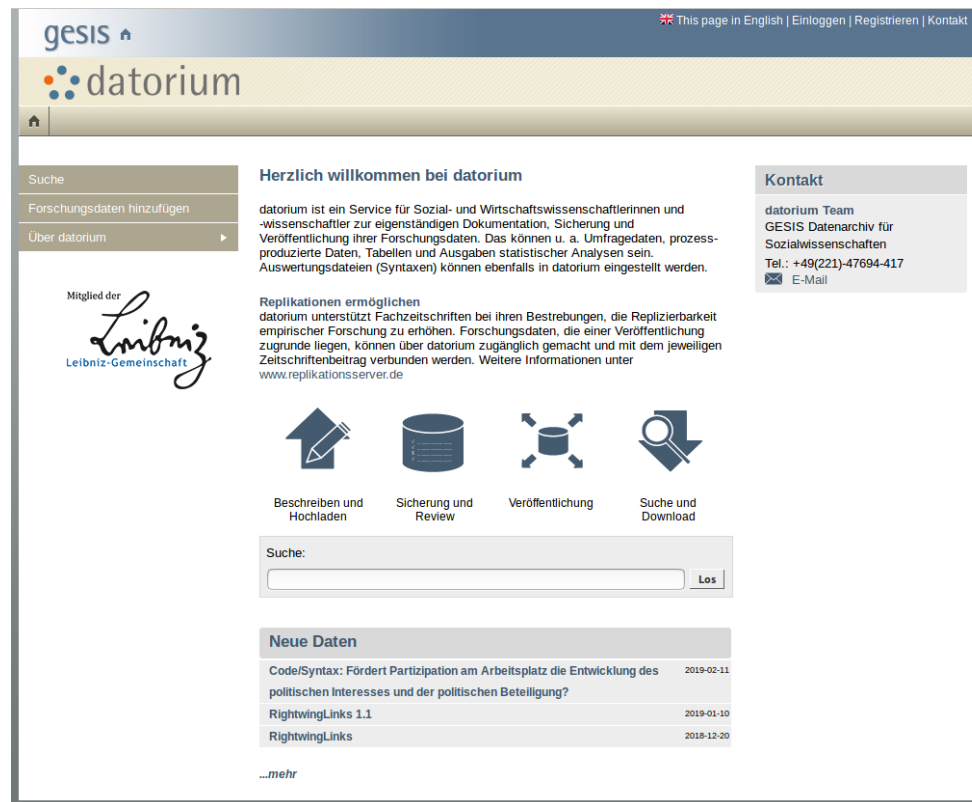 gesis
This page in English | Einloggen | Registrieren | Kontakt
datorium
Suche
Forschungsdaten hinzufügen
Über datorium
Mitglied der
Leibniz
Leibniz-Gemeinschaft
Herzlich willkommen bei datorium
datorium ist ein Service für Sozial- und Wirtschaftswissenschaftlerinnen und
-wissenschaftler zur eigenständigen Dokumentation, Sicherung und
Veröffentlichung ihrer Forschungsdaten. Das können u. a. Umfragedaten, prozess-
produzierte Daten, Tabellen und Ausgaben statistischer Analysen sein.
Auswertungsdateien (Syntaxen) können ebenfalls in datorium eingestellt werden.
Replikationen ermöglichen
datorium unterstützt Fachzeitschriften bei ihren Bestrebungen, die Replizierbarkeit
empirischer Forschung zu erhöhen. Forschungsdaten, die einer Veröffentlichung
zugrunde liegen, können über datorium zugänglich gemacht und mit dem jeweiligen
Zeitschriftenbeitrag verbunden werden. Weitere Informationen unter
www.replikationsserver.de
Beschreiben und
Hochladen
Sicherung und
Review
Veröffentlichung
Suche und
Download
Suche:
Los
Neue Daten
Code/Syntax: Fördert Partizipation am Arbeitsplatz die Entwicklung des 2019-02-11
politischen Interesses und der politischen Beteiligung?
RightwingLinks 1.1 2019-01-10
RightwingLinks 2018-12-20
...mehr
Kontakt
datorium Team
GESIS Datenarchiv für
Sozialwissenschaften
Tel.: +49(221)-47694-417
E-Mail